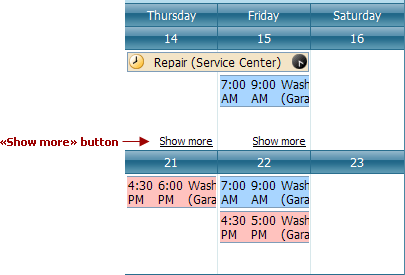 Thursday Friday Saturday
14 15 16
Repair (Service Center)
7:00 9:00 Wash
AM AM (Gara
«Show more» button Show more Show more
21 22 23
4:30 6:00 Wash 7:00 9:00 Wash
PM PM (Gara AM AM (Gara
4:30 5:00 Wash
PM PM (Gara